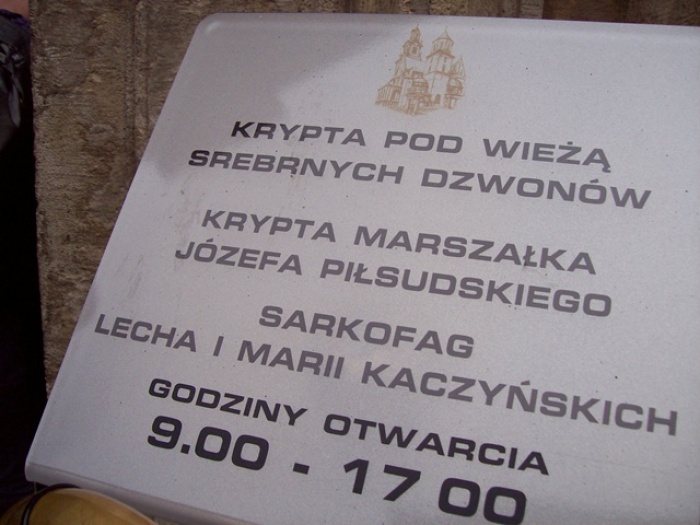 KRYPTA POD WIEŻĄ
SREBRNYCH DZWONÓW
KRYPTA MARSZAŁKA
JÓZEFA PIŁSUDSKIEGO
SARKOFAG
LECHA I MARII KACZYŃSKICH
GODZINY OTWARCIA
9.00 - 17 00